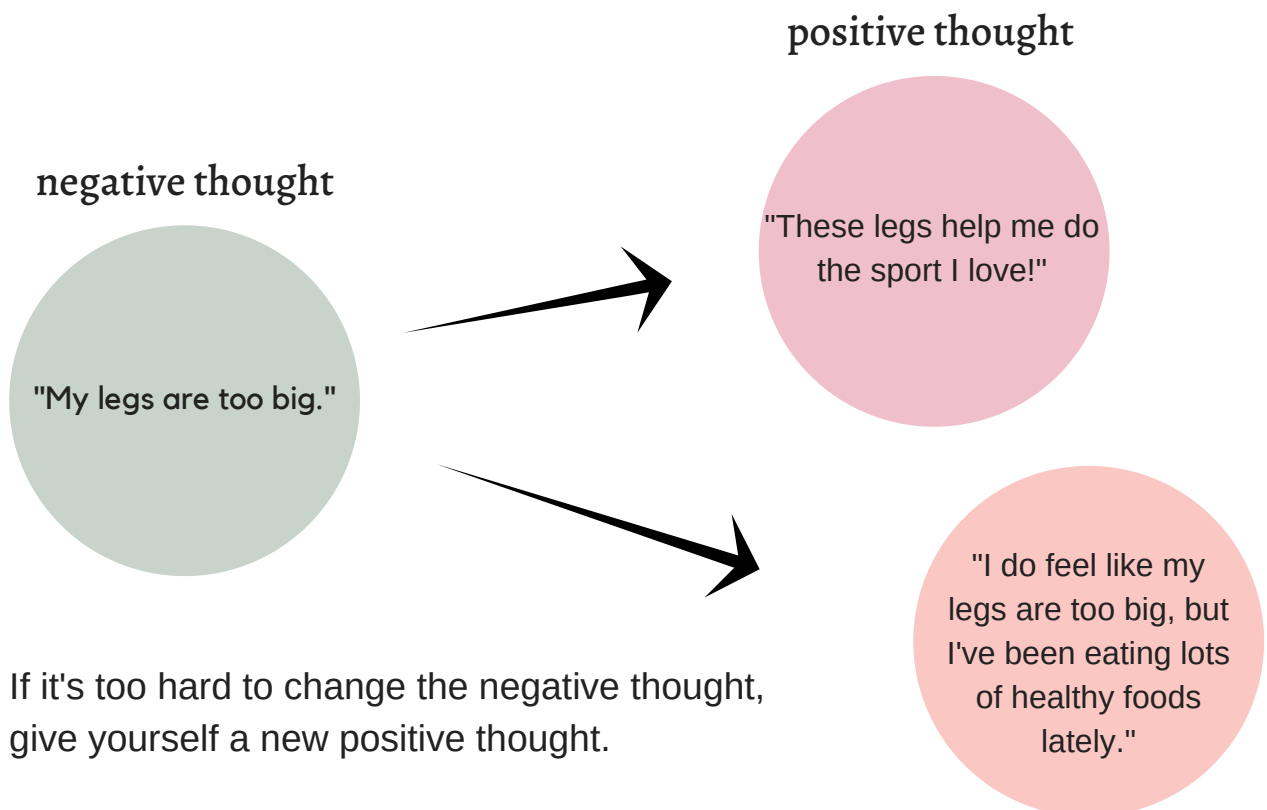 positive thought
negative thought
"These legs help me do
the sport I love!"
"My legs are too big."
"I do feel like my
legs are too big, but
I've been eating lots
of healthy foods
lately."
If it's too hard to change the negative thought,
give yourself a new positive thought.